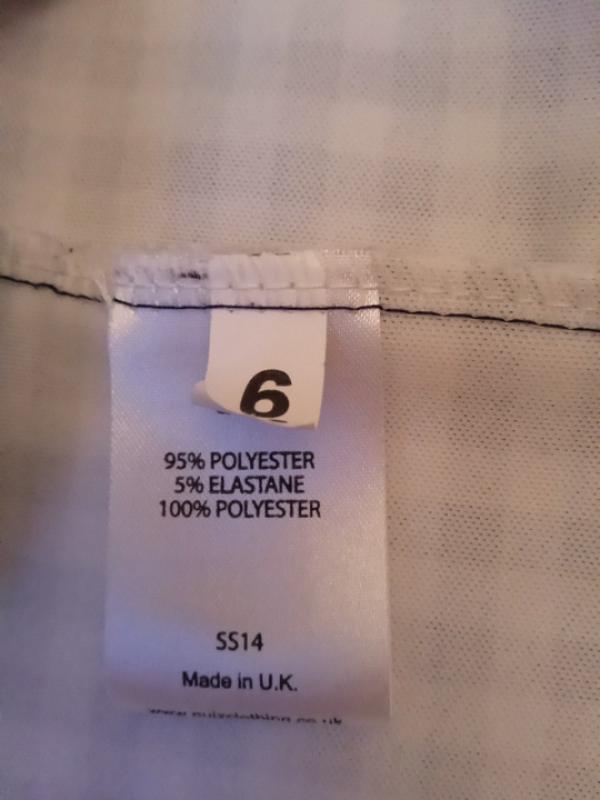 6
95% POLYESTER
5% ELASTANE
100% POLYESTER
SS14
Made in U.K.